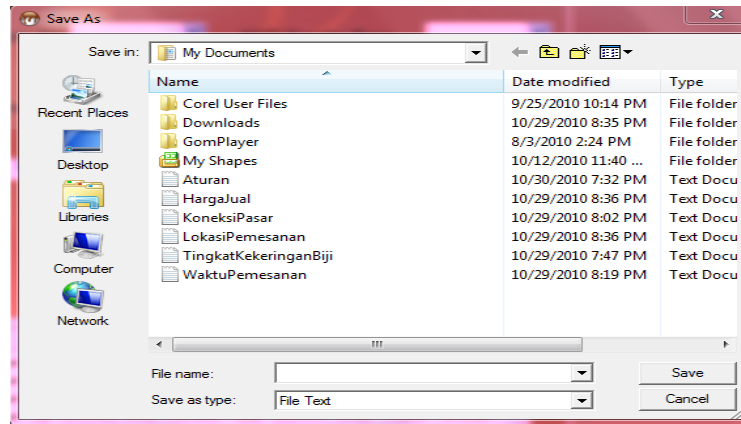 Save As
Save in: My Documents
Name Date modified Type
Recent Places
Desktop
Libraries
Computer
Network
Corel User Files 9/25/2010 10:14 PM File folder
Downloads 10/29/2010 8:35 PM File folder
GomPlayer 8/3/2010 2:24 PM File folder
My Shapes 10/12/2010 11:40 ... File folder
Aturan 10/30/2010 7:32 PM Text Docu
HargaJual 10/29/2010 8:36 PM Text Docu
KoneksiPasar 10/29/2010 8:02 PM Text Docu
LokasiPemesanan 10/29/2010 8:36 PM Text Docu
TingkatKekeringanBiji 10/29/2010 7:47 PM Text Docu
WaktuPemesanan 10/29/2010 8:19 PM Text Docu
File name: Save
Save as type: File Text Cancel